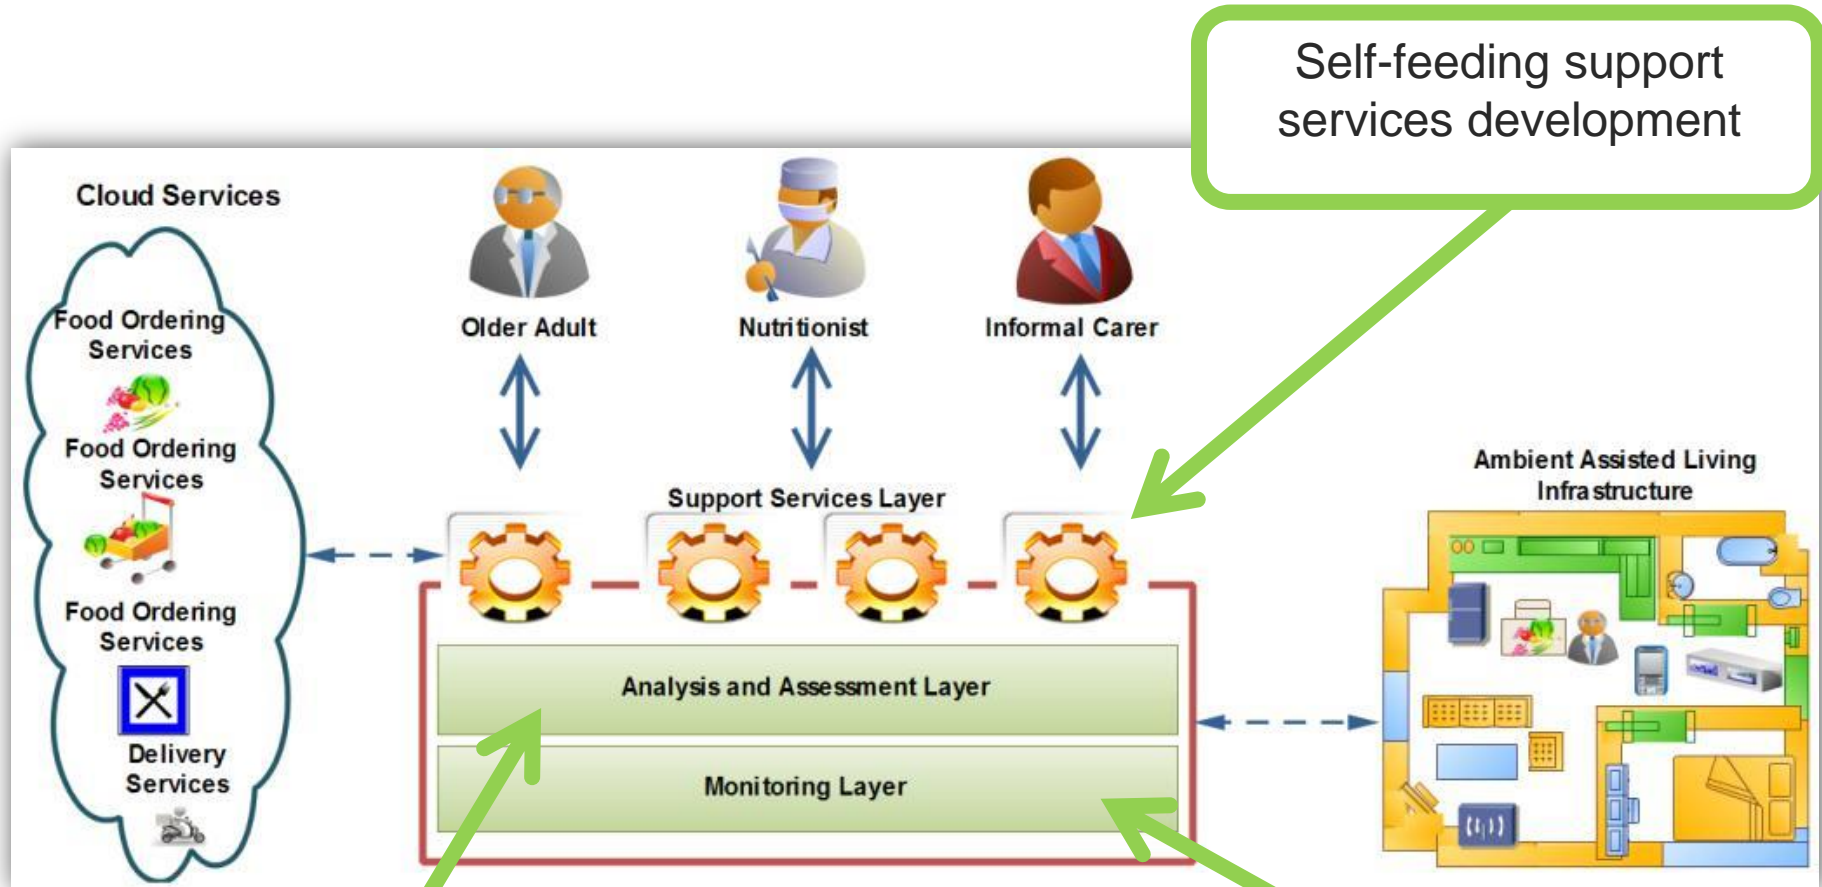 Self-feeding support
services development
Cloud Services
Food Ordering
Services
Food Ordering
Services
Food Ordering
Services
Delivery
Services
Older Adult
Nutritionist
Informal Carer
Support Services Layer
Analysis and Assessment Layer
Monitoring Layer
Ambient Assisted Living
Infrastructure